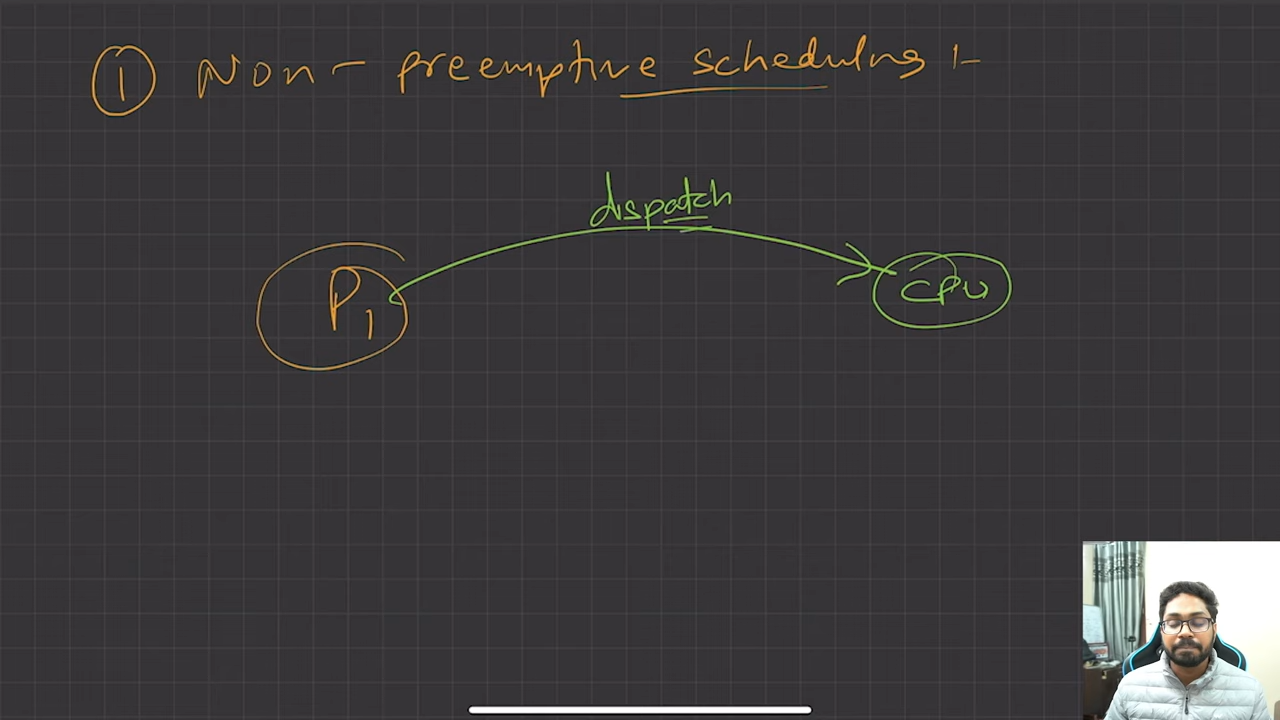 ① Non-preemptive scheduling :-
dispatch
P1
CPU